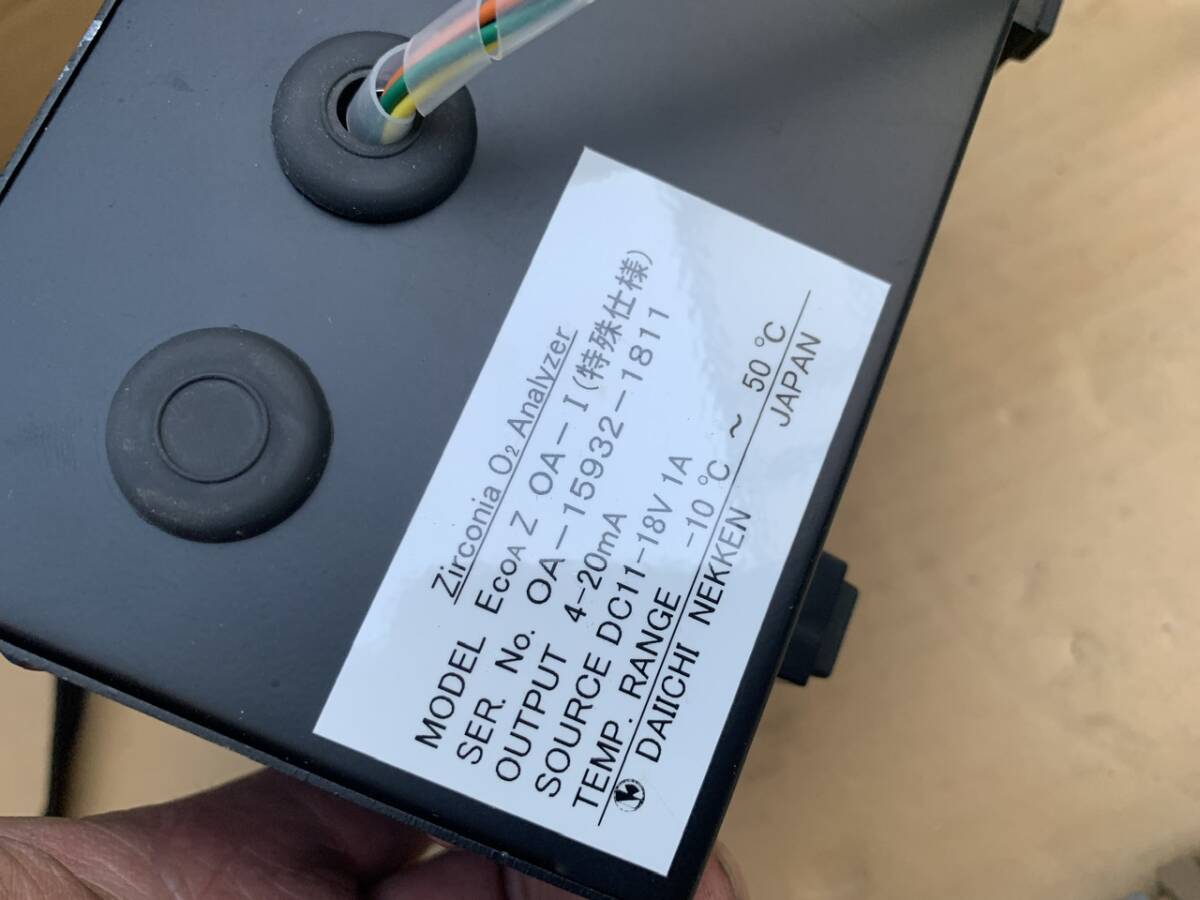 Zirconia O₂ Analyzer
MODEL EcoA Z OA-I(特殊仕様)
SER. No. OA-15932-1811
OUTPUT 4-20mA
SOURCE DC11-18V 1A
TEMP. RANGE -10℃ ~ 50℃
DAIICHI NEKKEN JAPAN